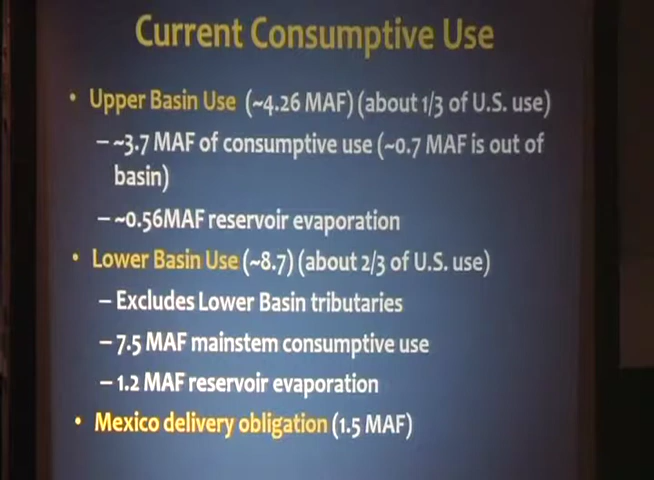 Current Consumptive Use
• Upper Basin Use (~4.26 MAF) (about 1/3 of U.S. use)
– ~3.7 MAF of consumptive use (~0.7 MAF is out of
basin)
– ~0.56MAF reservoir evaporation
• Lower Basin Use (~8.7) (about 2/3 of U.S. use)
– Excludes Lower Basin tributaries
– 7.5 MAF mainstem consumptive use
– 1.2 MAF reservoir evaporation
• Mexico delivery obligation (1.5 MAF)